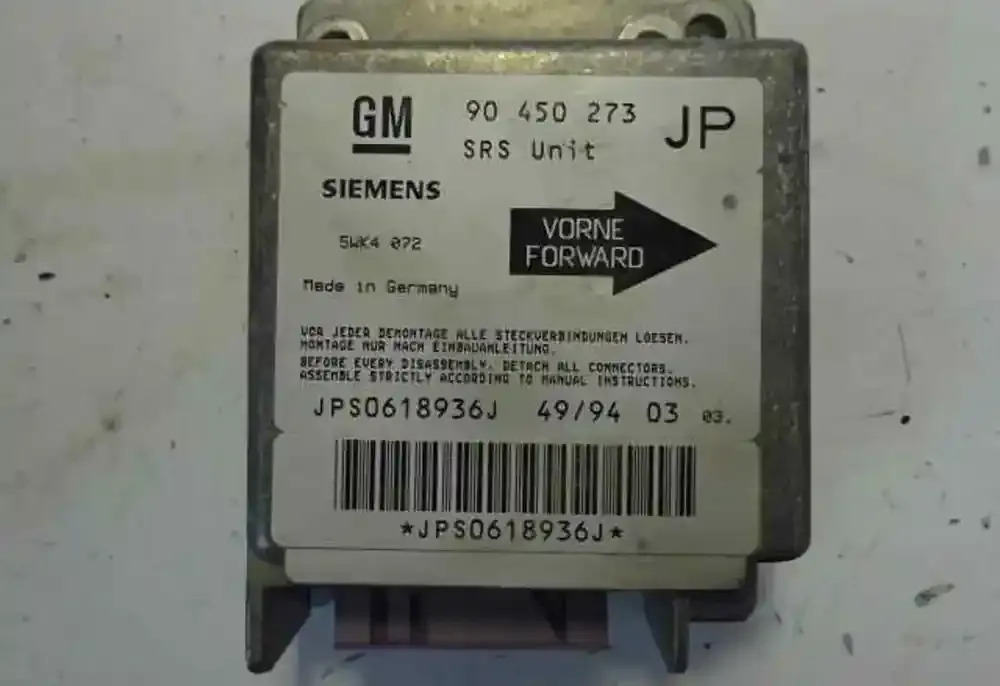 GM 90 450 273 JP
SRS Unit
SIEMENS
5WK4 072
VORNE
FORWARD
Made in Germany
VOR JEDER DEMONTAGE ALLE STECKVERBINDUNGEN LOESEN.
MONTAGE NUR NACH EINBAUANLEITUNG.
BEFORE EVERY DISASSEMBLY, DETACH ALL CONNECTORS.
ASSEMBLE STRICTLY ACCORDING TO MANUAL INSTRUCTIONS.
JPS0618936J 49/94 03 03.
*JPS0618936J*